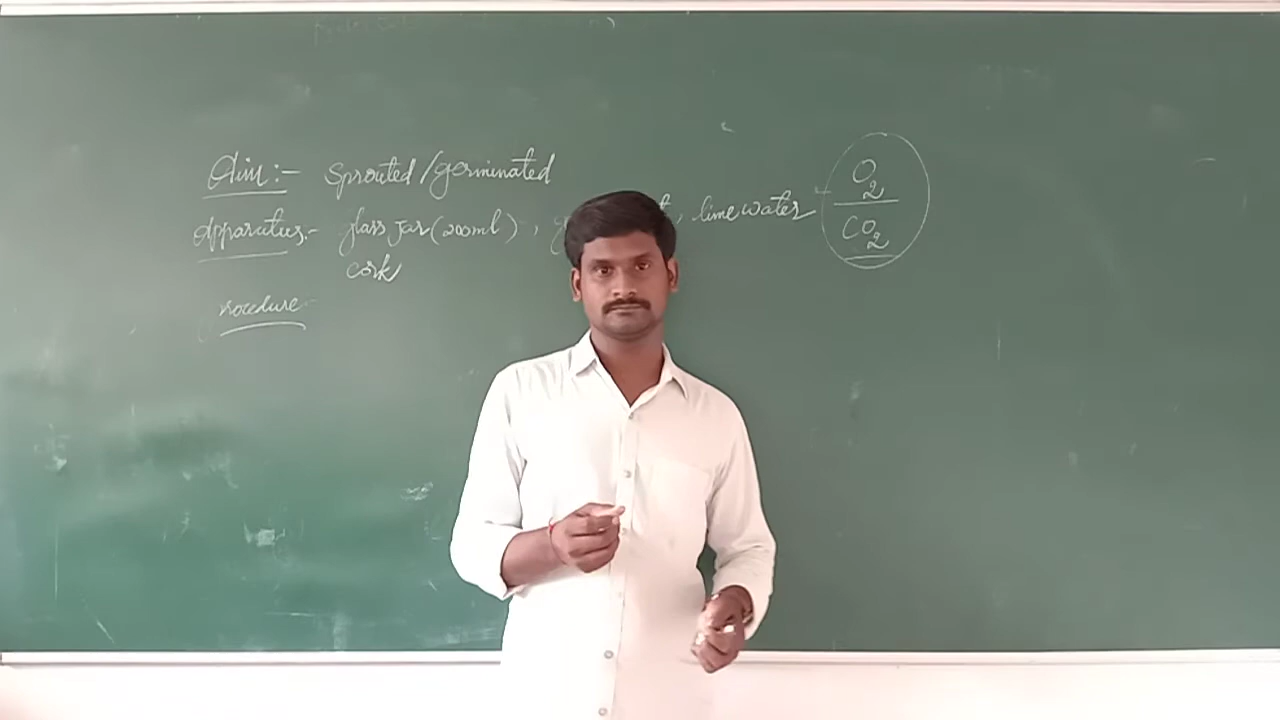 Aim:- Sprouted/germinated
Apparatus:- glass jar (200ml), , lime water
O2
CO2
cork
rocedure:-